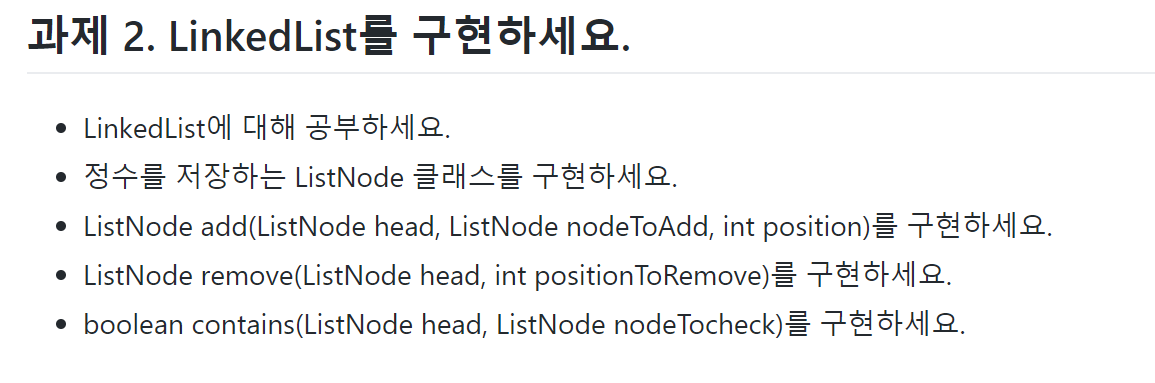 과제 2. LinkedList를 구현하세요.
LinkedList에 대해 공부하세요.
정수를 저장하는 ListNode 클래스를 구현하세요.
ListNode add(ListNode head, ListNode nodeToAdd, int position)를 구현하세요.
ListNode remove(ListNode head, int positionToRemove)를 구현하세요.
boolean contains(ListNode head, ListNode nodeTocheck)를 구현하세요.